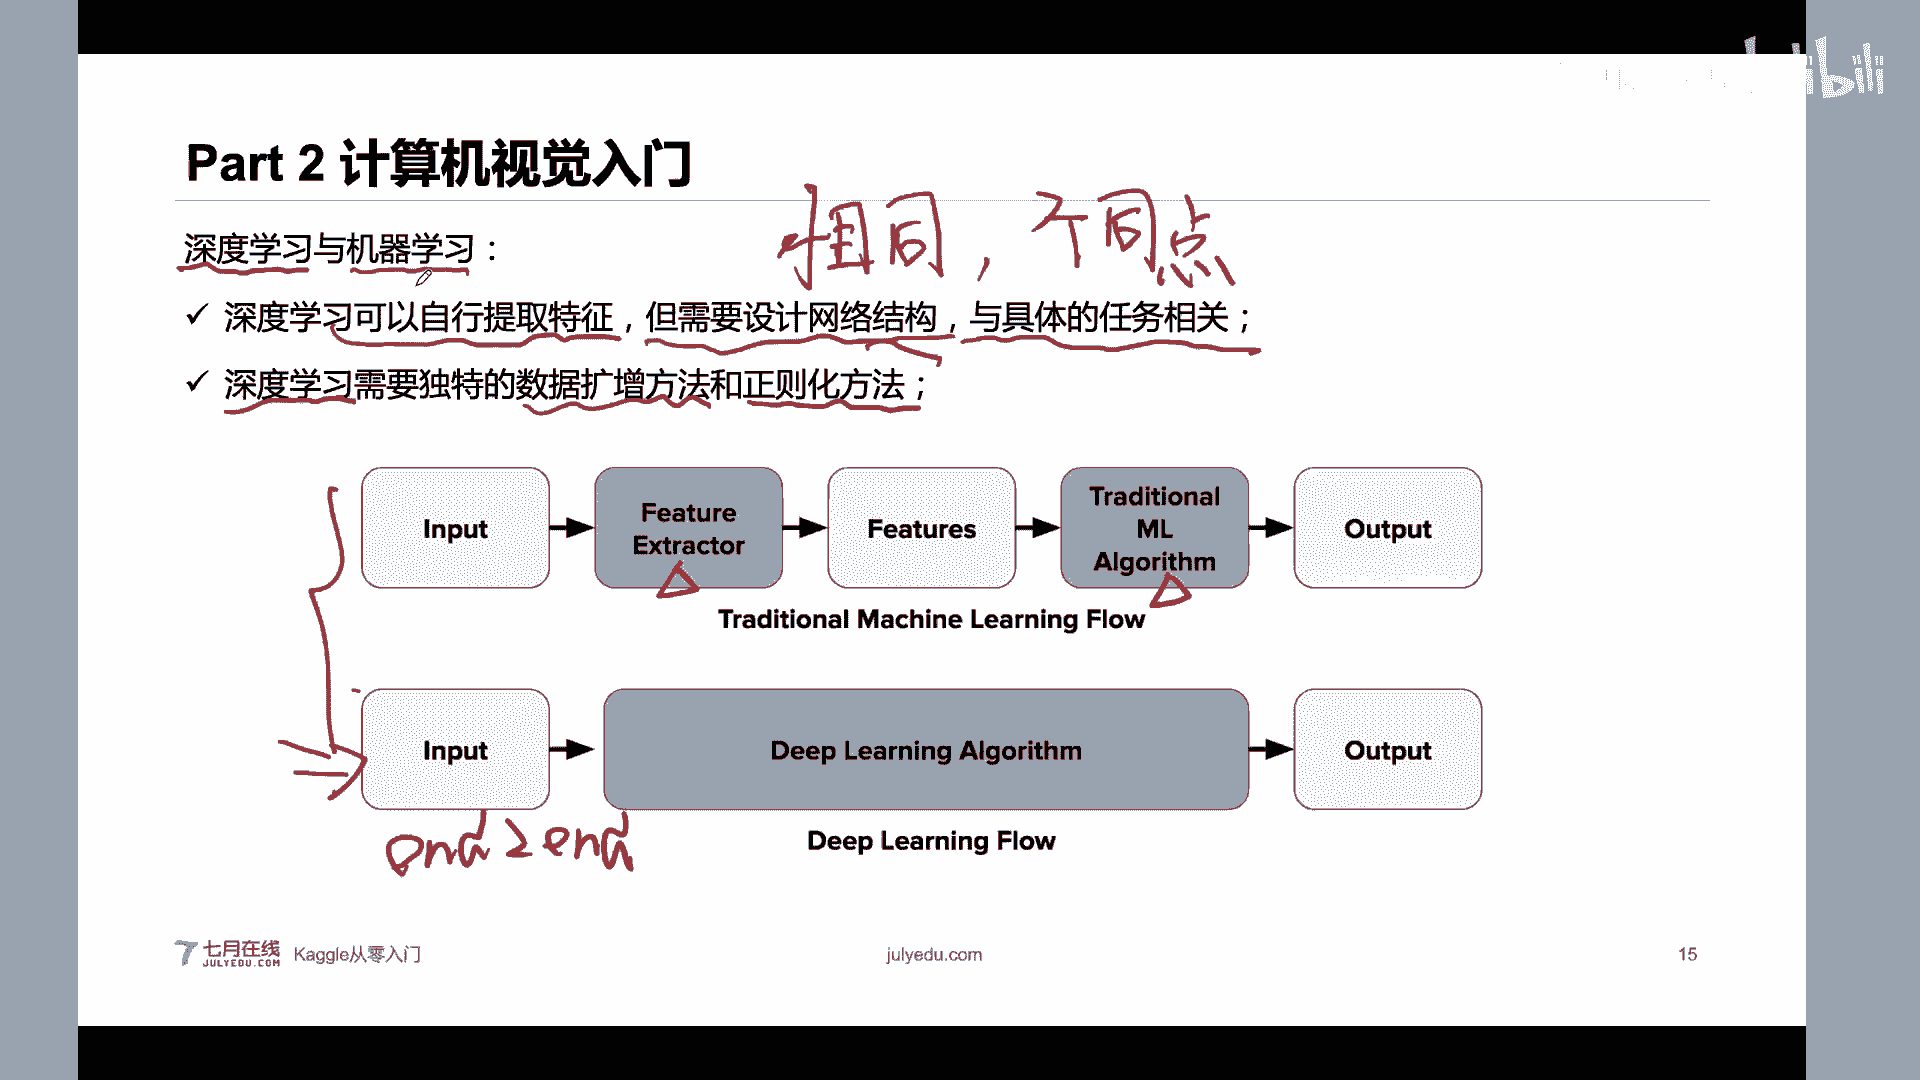 bilibili
Part 2 计算机视觉入门
相同，不同点
深度学习与机器学习：
✓ 深度学习可以自行提取特征，但需要设计网络结构，与具体的任务相关；
✓ 深度学习需要独特的数据扩增方法和正则化方法；
Input
Feature
Extractor
Features
Traditional
ML
Algorithm
Output
Traditional Machine Learning Flow
Input
Deep Learning Algorithm
Output
end2end
Deep Learning Flow
七月在线
JULYEDU.COM
Kaggle从零入门
julyedu.com
15